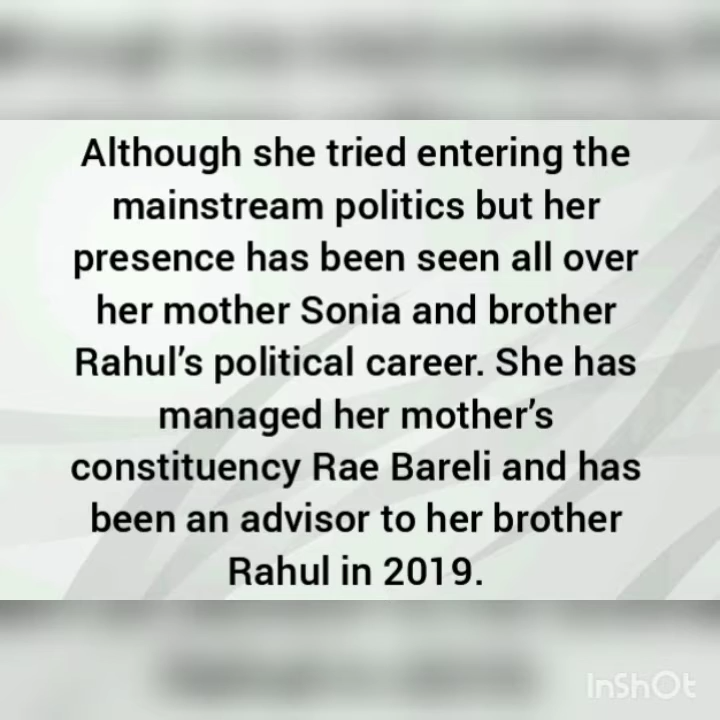 Although she tried entering the
mainstream politics but her
presence has been seen all over
her mother Sonia and brother
Rahul's political career. She has
managed her mother's
constituency Rae Bareli and has
been an advisor to her brother
Rahul in 2019.
InShOt